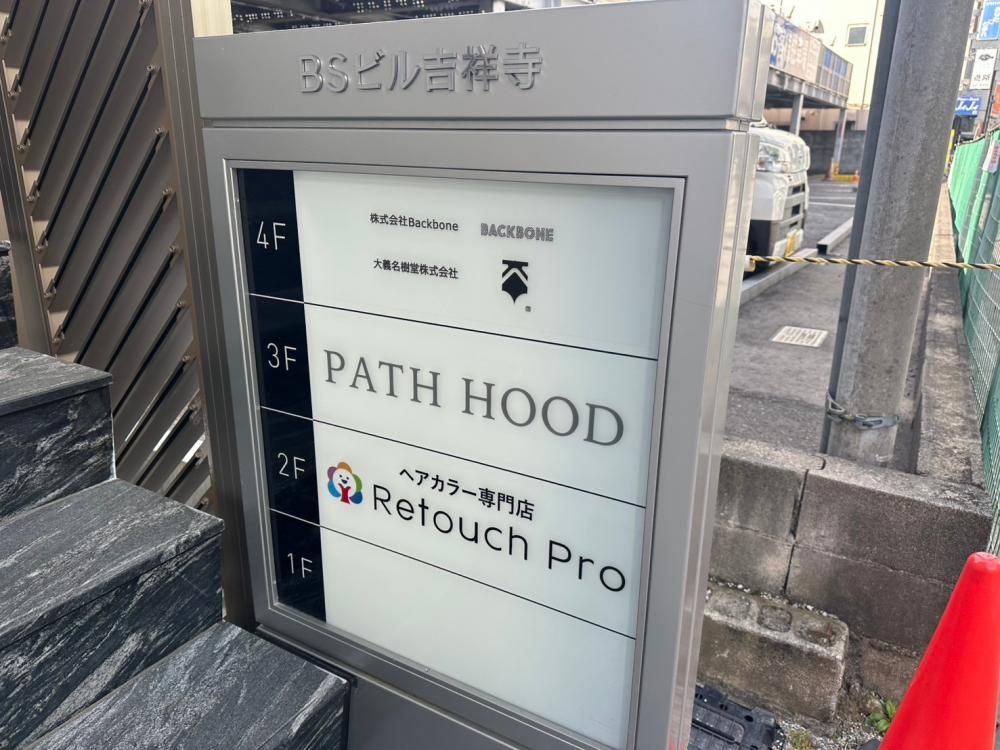 BSビル吉祥寺
4F
株式会社Backbone BACKBONE
大義名樹堂株式会社
3F
PATH HOOD
2F
ヘアカラー専門店
Retouch Pro
1F